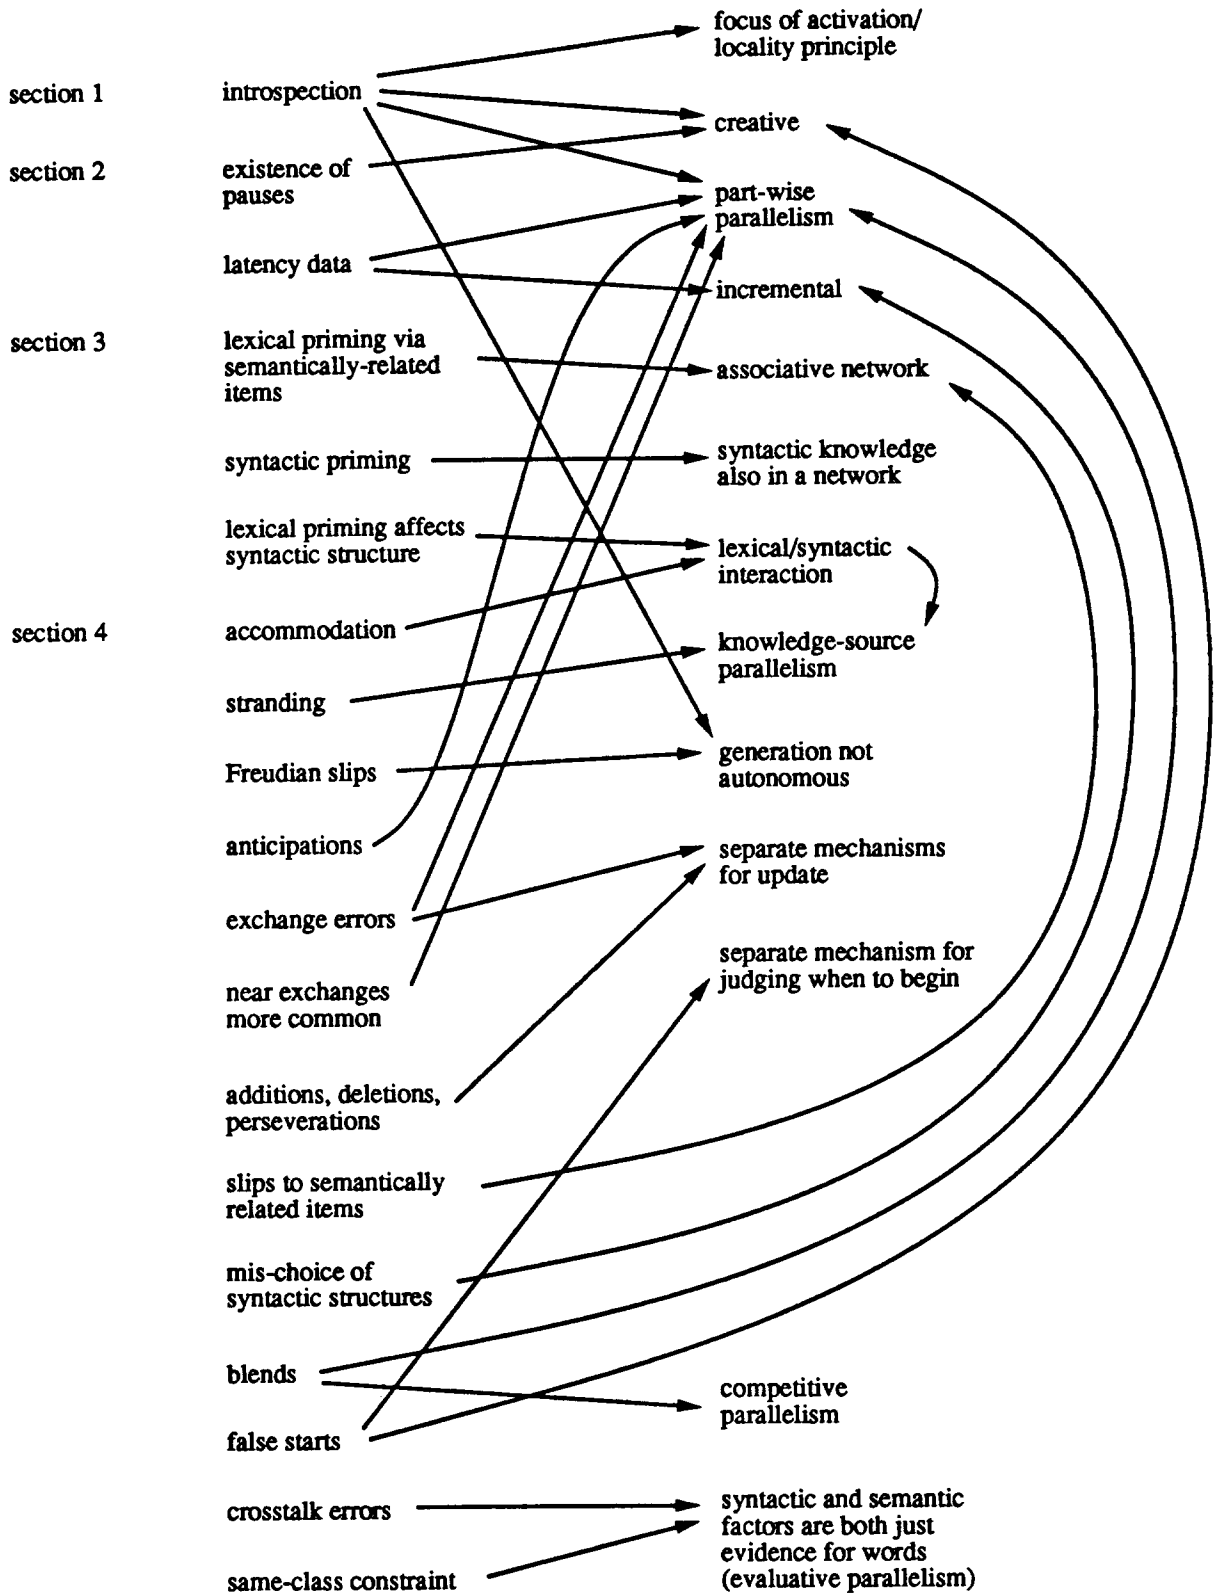 focus of activation/
locality principle
section 1
introspection
creative
section 2
existence of
pauses
part-wise
parallelism
latency data
incremental
section 3
lexical priming via
semantically-related
items
associative network
syntactic priming
syntactic knowledge
also in a network
lexical priming affects
syntactic structure
lexical/syntactic
interaction
section 4
accommodation
knowledge-source
parallelism
stranding
Freudian slips
generation not
autonomous
anticipations
separate mechanisms
for update
exchange errors
separate mechanism for
judging when to begin
near exchanges
more common
additions, deletions,
perseverations
slips to semantically
related items
mis-choice of
syntactic structures
blends
competitive
parallelism
false starts
crosstalk errors
syntactic and semantic
factors are both just
evidence for words
(evaluative parallelism)
same-class constraint